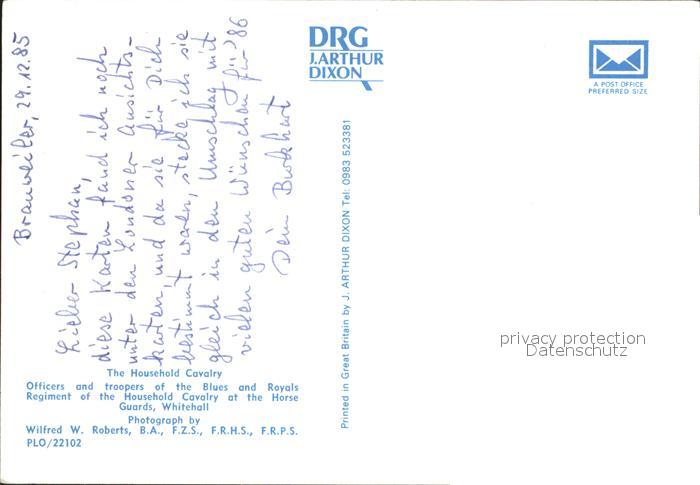 Brauweiler, 29.12.85
Lieber Stephan,
diese Karten fand ich noch
unter den Londoner Ansichts-
karten, und da sie für Dich
bestimmt waren, stecke ich sie
gleich in den Umschlag mit
vielen guten Wünschen für '86
Dein Burkhart
The Household Cavalry
Officers and troopers of the Blues and Royals
Regiment of the Household Cavalry at the Horse
Guards, Whitehall
Photograph by
Wilfred W. Roberts, B.A., F.Z.S., F.R.H.S., F.R.P.S.
PLO/22102
DRG
J.ARTHUR
DIXON
Printed in Great Britain by J. ARTHUR DIXON Tel: 0983 523381
A POST OFFICE
PREFERRED SIZE
privacy protection
Datenschutz